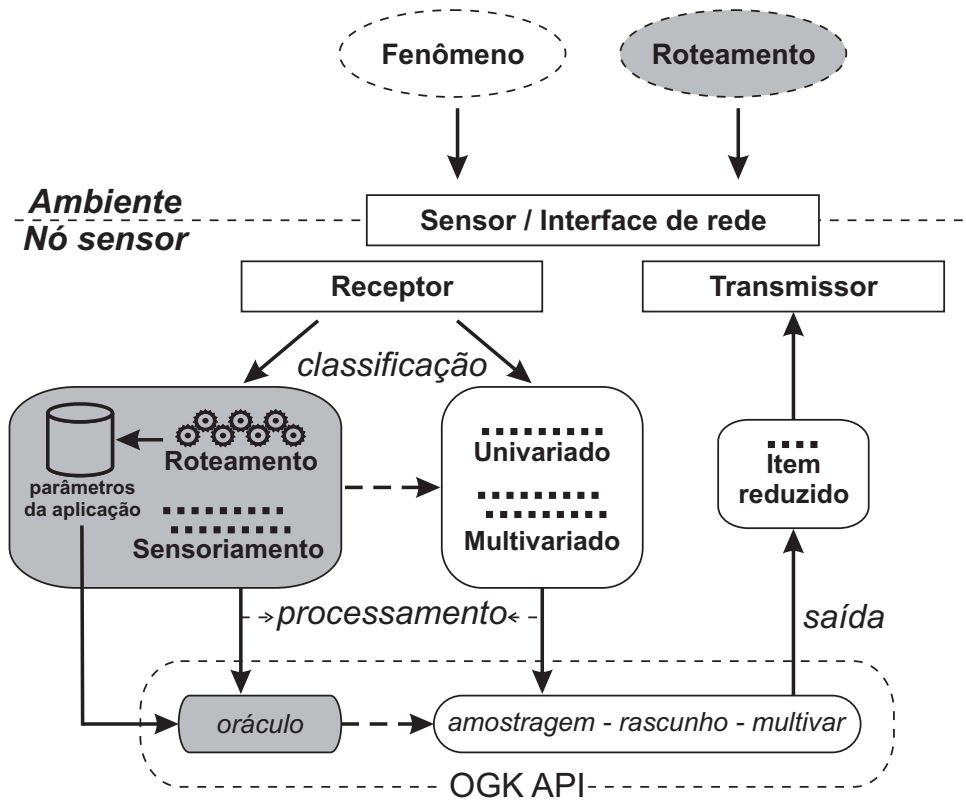 Fenômeno
Roteamento
Ambiente
Nó sensor
Sensor / Interface de rede
Receptor
Transmissor
classificação
Roteamento
parâmetros
da aplicação
Sensoriamento
Univariado
Multivariado
Item
reduzido
processamento
saída
oráculo
amostragem - rascunho - multivar
OGK API